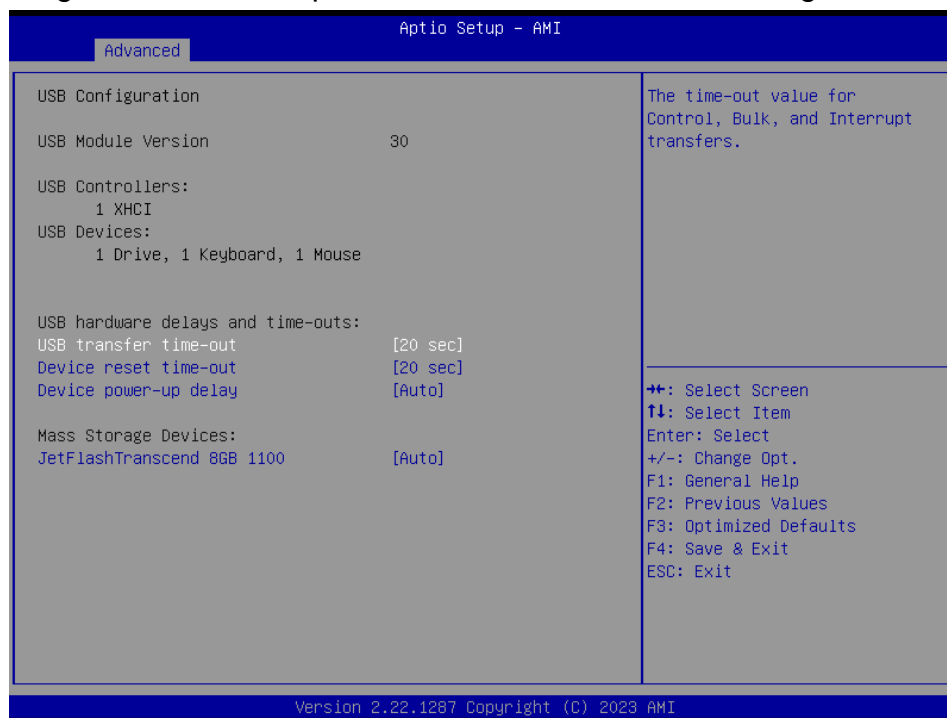 Aptio Setup – AMI
Advanced
USB Configuration
USB Module Version 30
USB Controllers:
1 XHCI
USB Devices:
1 Drive, 1 Keyboard, 1 Mouse
USB hardware delays and time-outs:
USB transfer time-out [20 sec]
Device reset time-out [20 sec]
Device power-up delay [Auto]
Mass Storage Devices:
JetFlashTranscend 8GB 1100 [Auto]
The time-out value for
Control, Bulk, and Interrupt
transfers.
→←: Select Screen
↑↓: Select Item
Enter: Select
+/-: Change Opt.
F1: General Help
F2: Previous Values
F3: Optimized Defaults
F4: Save & Exit
ESC: Exit
Version 2.22.1287 Copyright (C) 2023 AMI